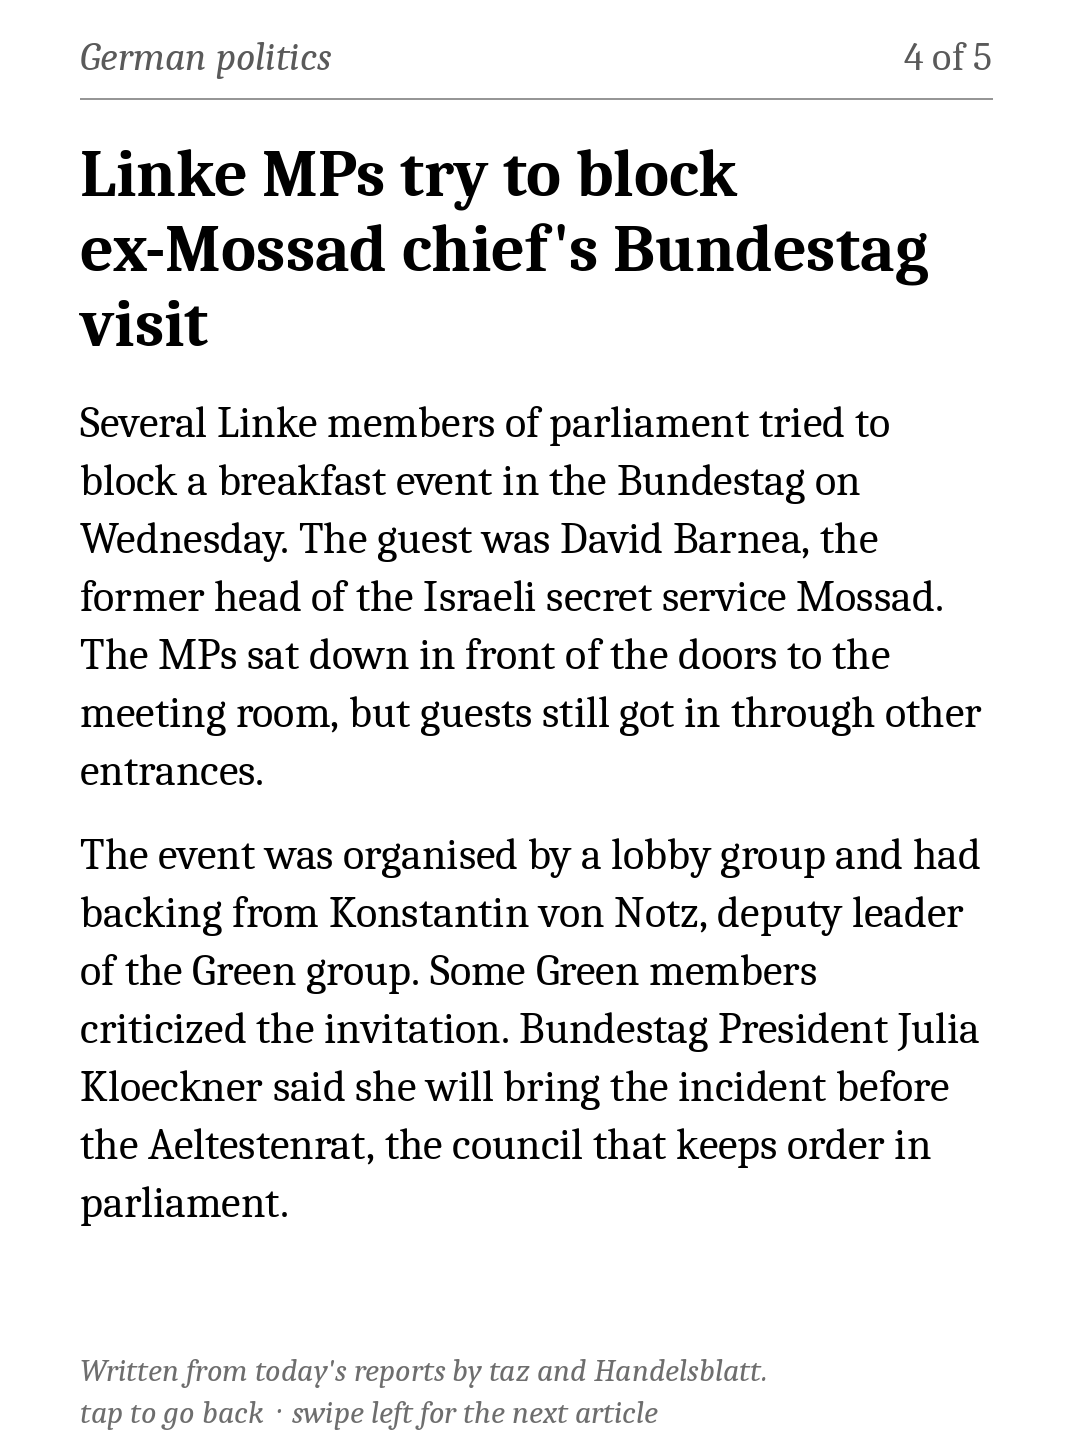 German politics
4 of 5
Linke MPs try to block
ex-Mossad chief's Bundestag
visit
Several Linke members of parliament tried to
block a breakfast event in the Bundestag on
Wednesday. The guest was David Barnea, the
former head of the Israeli secret service Mossad.
The MPs sat down in front of the doors to the
meeting room, but guests still got in through other
entrances.
The event was organised by a lobby group and had
backing from Konstantin von Notz, deputy leader
of the Green group. Some Green members
criticized the invitation. Bundestag President Julia
Kloeckner said she will bring the incident before
the Aeltestenrat, the council that keeps order in
parliament.
Written from today's reports by taz and Handelsblatt.
tap to go back · swipe left for the next article